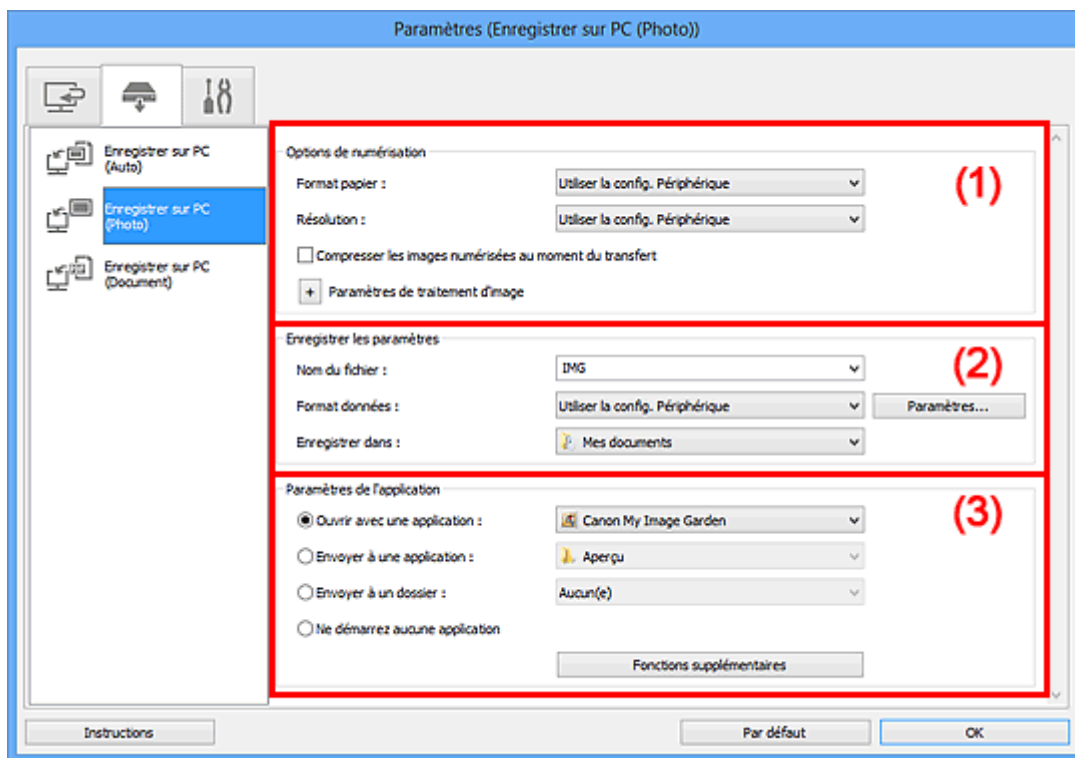 Paramètres (Enregistrer sur PC (Photo))
Enregistrer sur PC
(Auto)
Enregistrer sur PC
(Photo)
Enregistrer sur PC
(Document)
Options de numérisation
(1)
Format papier :
Utiliser la config. Périphérique
Résolution :
Utiliser la config. Périphérique
Compresser les images numérisées au moment du transfert
+ Paramètres de traitement d'image
Enregistrer les paramètres
(2)
Nom du fichier :
IMG
Format données :
Utiliser la config. Périphérique
Paramètres...
Enregistrer dans :
Mes documents
Paramètres de l'application
(3)
Ouvrir avec une application :
Canon My Image Garden
Envoyer à une application :
Aperçu
Envoyer à un dossier :
Aucun(e)
Ne démarrez aucune application
Fonctions supplémentaires
Instructions
Par défaut
OK